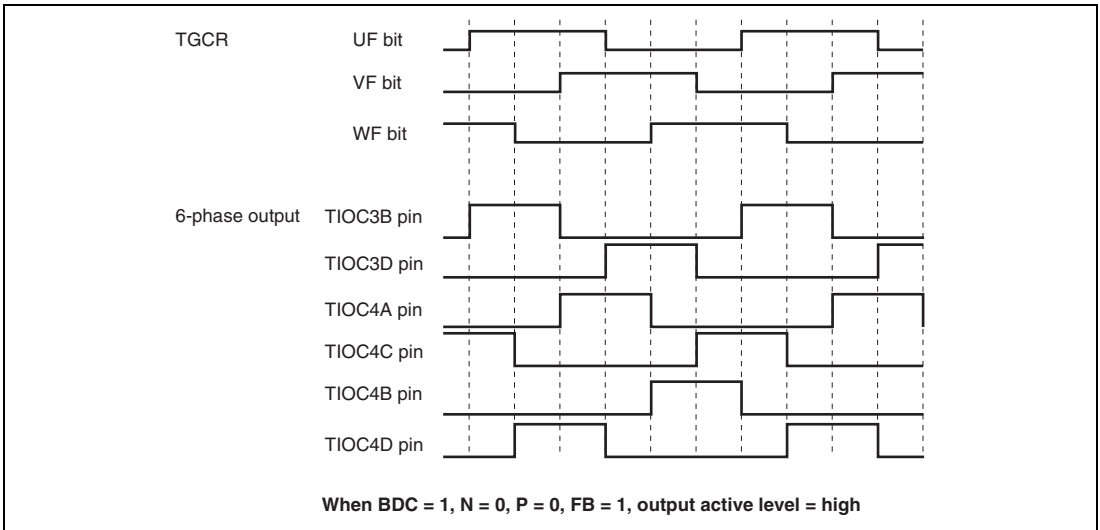 TGCR UF bit
VF bit
WF bit
6-phase output TIOC3B pin
TIOC3D pin
TIOC4A pin
TIOC4C pin
TIOC4B pin
TIOC4D pin
When BDC = 1, N = 0, P = 0, FB = 1, output active level = high